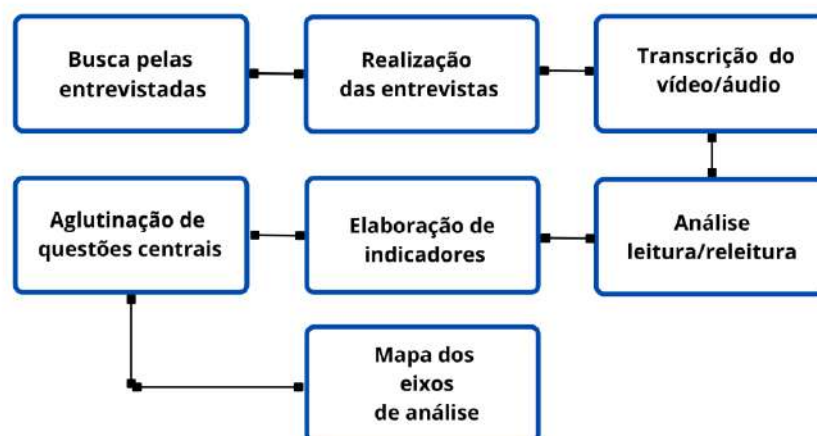 Busca pelas
entrevistadas
Realização
das entrevistas
Transcrição do
vídeo/áudio
Análise
leitura/releitura
Elaboração de
indicadores
Aglutinação de
questões centrais
Mapa dos
eixos
de análise